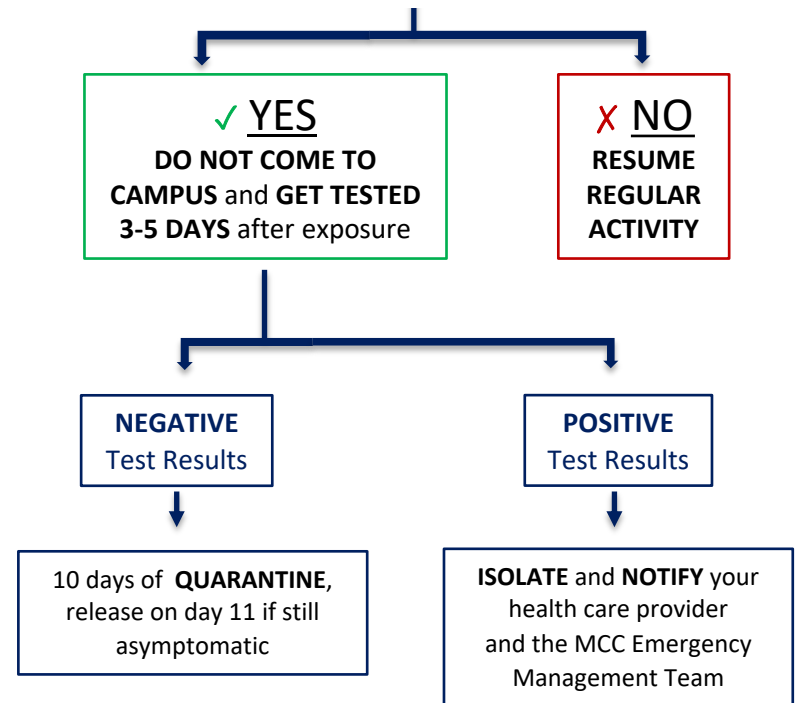 ✓ YES
DO NOT COME TO
CAMPUS and GET TESTED
3-5 DAYS after exposure
✗ NO
RESUME
REGULAR
ACTIVITY
NEGATIVE
Test Results
POSITIVE
Test Results
10 days of QUARANTINE,
release on day 11 if still
asymptomatic
ISOLATE and NOTIFY your
health care provider
and the MCC Emergency
Management Team